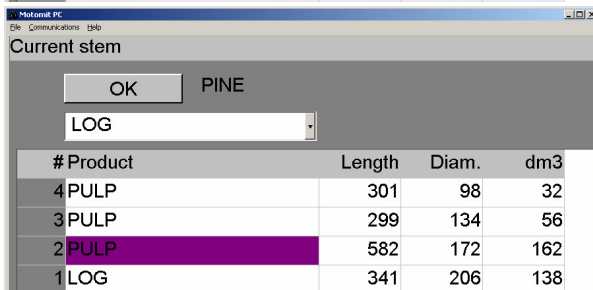 Motomit PC
File Communications Help
Current stem
OK PINE
LOG
# Product Length Diam. dm3
4 PULP 301 98 32
3 PULP 299 134 56
2 PULP 582 172 162
1 LOG 341 206 138